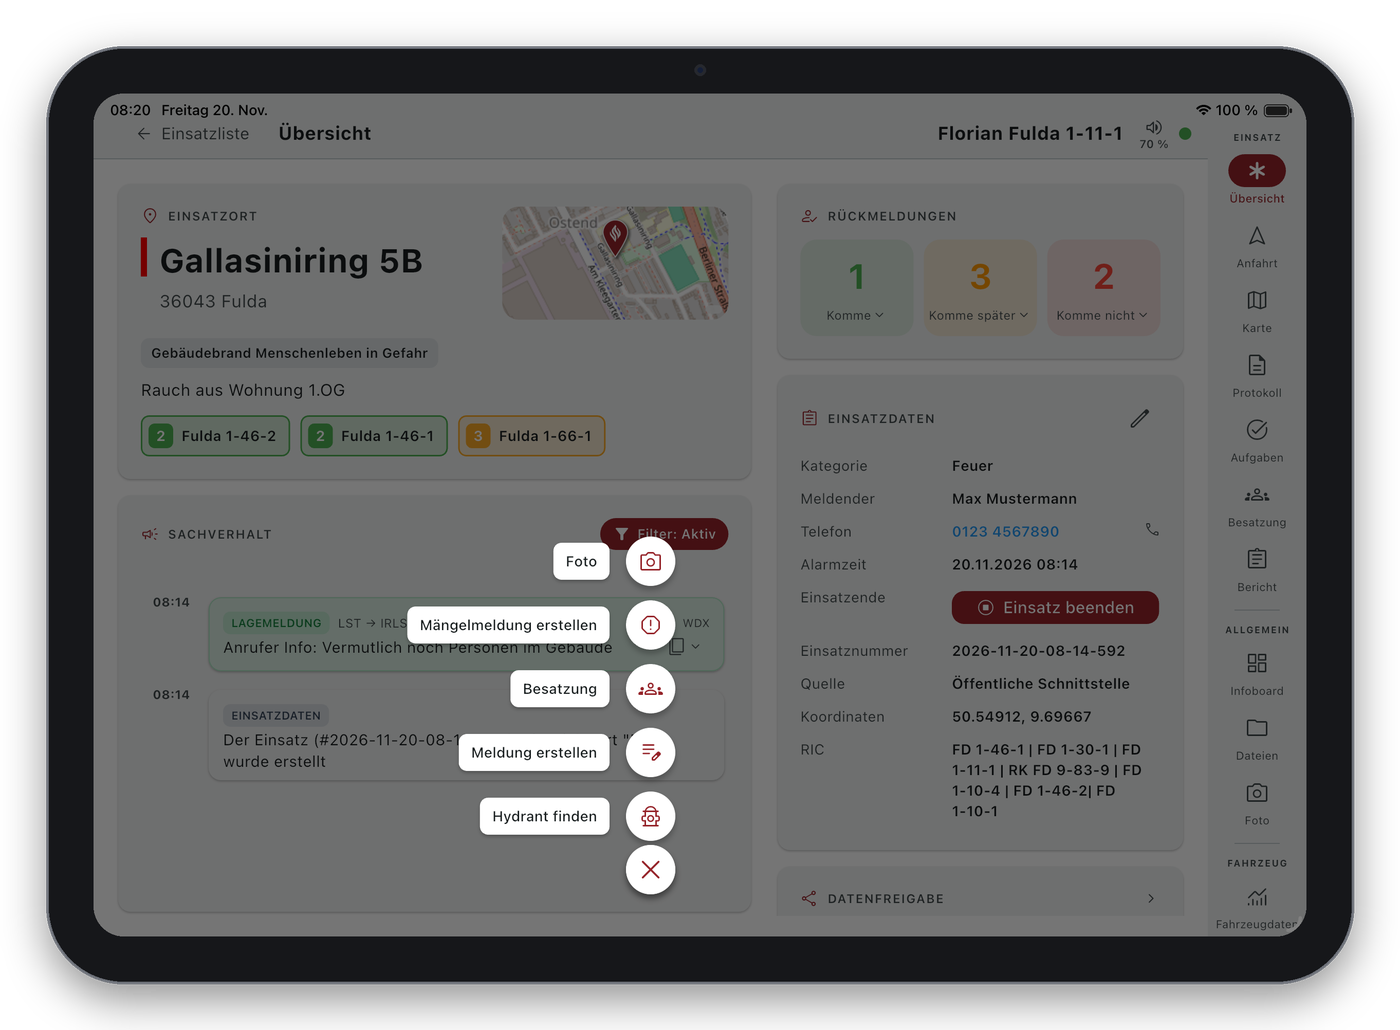 08:20 Freitag 20. Nov.
100 %
Einsatzliste
Übersicht
Florian Fulda 1-11-1
70 %
EINSATZORT
Gallasiniring 5B
36043 Fulda
Ostend
Gallasiniring
Gallasiniring
Am Kleegarten
Berliner Straß
Gebäudebrand Menschenleben in Gefahr
Rauch aus Wohnung 1.OG
2 Fulda 1-46-2
2 Fulda 1-46-1
3 Fulda 1-66-1
SACHVERHALT
Filter: Aktiv
08:14
LAGEMELDUNG LST → IRLS
WDX
Anrufer Info: Vermutlich noch Personen im Gebäude
08:14
EINSATZDATEN
Der Einsatz (#2026-11-20-08-1
wurde erstellt
Foto
Mängelmeldung erstellen
Besatzung
Meldung erstellen
Hydrant finden
RÜCKMELDUNGEN
1
Komme
3
Komme später
2
Komme nicht
EINSATZDATEN
Kategorie Feuer
Meldender Max Mustermann
Telefon 0123 4567890
Alarmzeit 20.11.2026 08:14
Einsatzende Einsatz beenden
Einsatznummer 2026-11-20-08-14-592
Quelle Öffentliche Schnittstelle
Koordinaten 50.54912, 9.69667
RIC FD 1-46-1 | FD 1-30-1 | FD
1-11-1 | RK FD 9-83-9 | FD
1-10-4 | FD 1-46-2| FD
1-10-1
DATENFREIGABE
EINSATZ
Übersicht
Anfahrt
Karte
Protokoll
Aufgaben
Besatzung
Bericht
ALLGEMEIN
Infoboard
Dateien
Foto
FAHRZEUG
Fahrzeugdaten